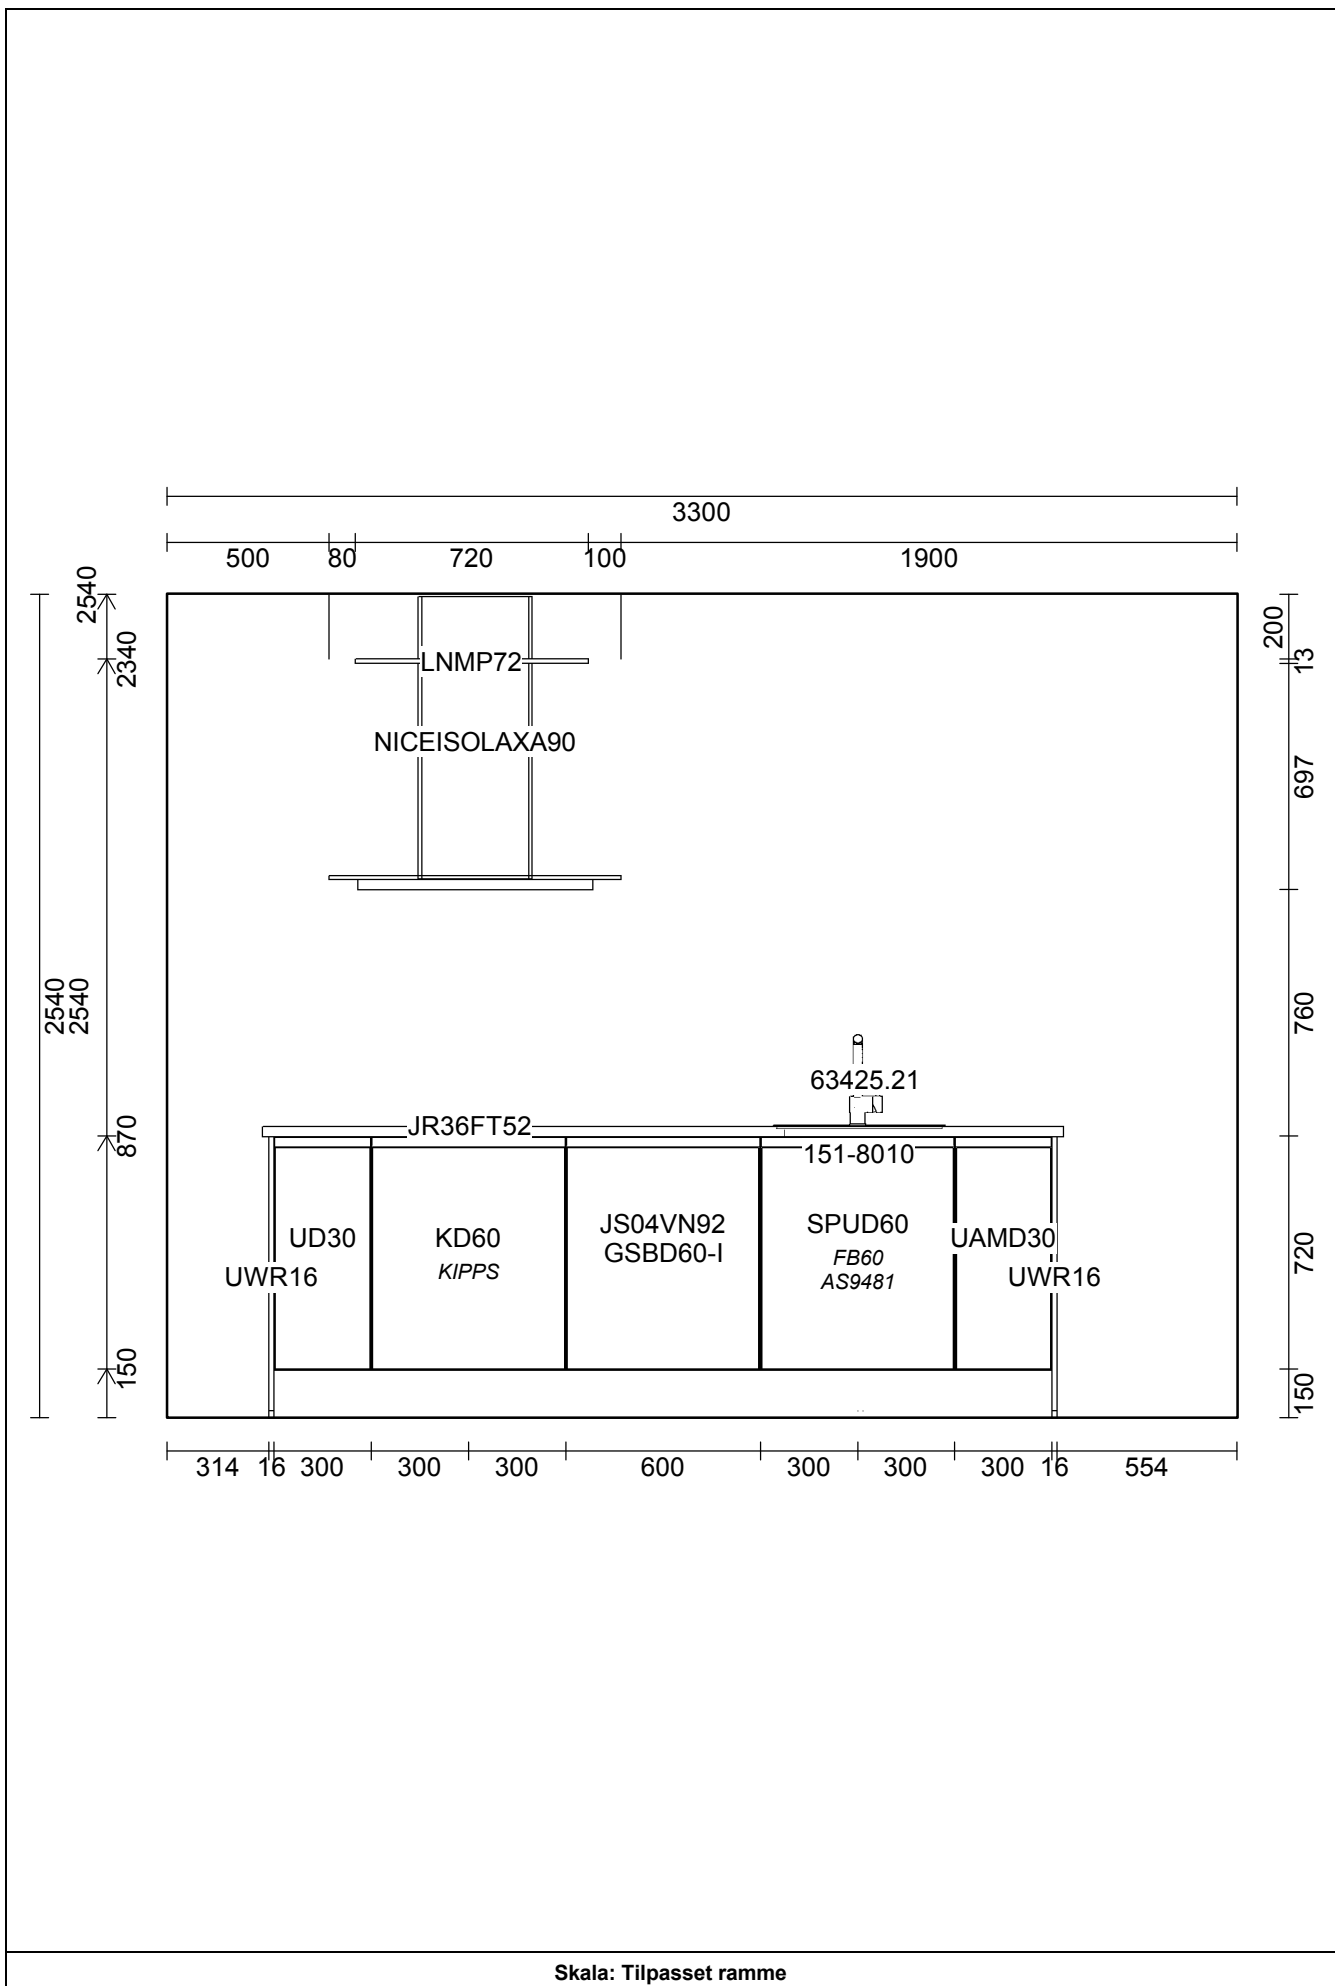 3300
500 80 720 100 1900
2540
2340
200
13
LNMP72
NICEISOLAXA90
697
2540
2540
760
63425.21
870
JR36FT52
151-8010
UD30
KD60
KIPPS
JS04VN92
GSBD60-I
SPUD60
FB60
AS9481
UAMD30
UWR16
UWR16
720
150
150
314 16 300 300 300 600 300 300 300 16 554
Skala: Tilpasset ramme